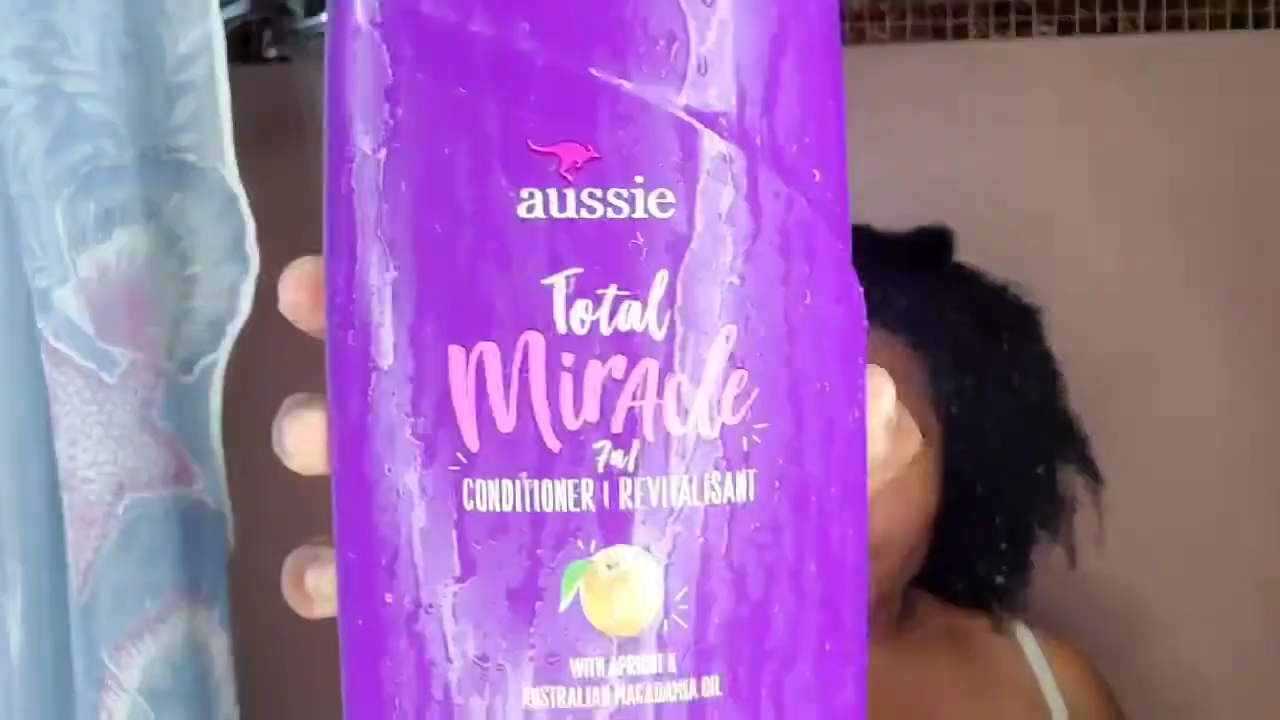 aussie
Total
Miracle
7n1
CONDITIONER | REVITALISANT
WITH APRICOT &
AUSTRALIAN MACADAMIA OIL